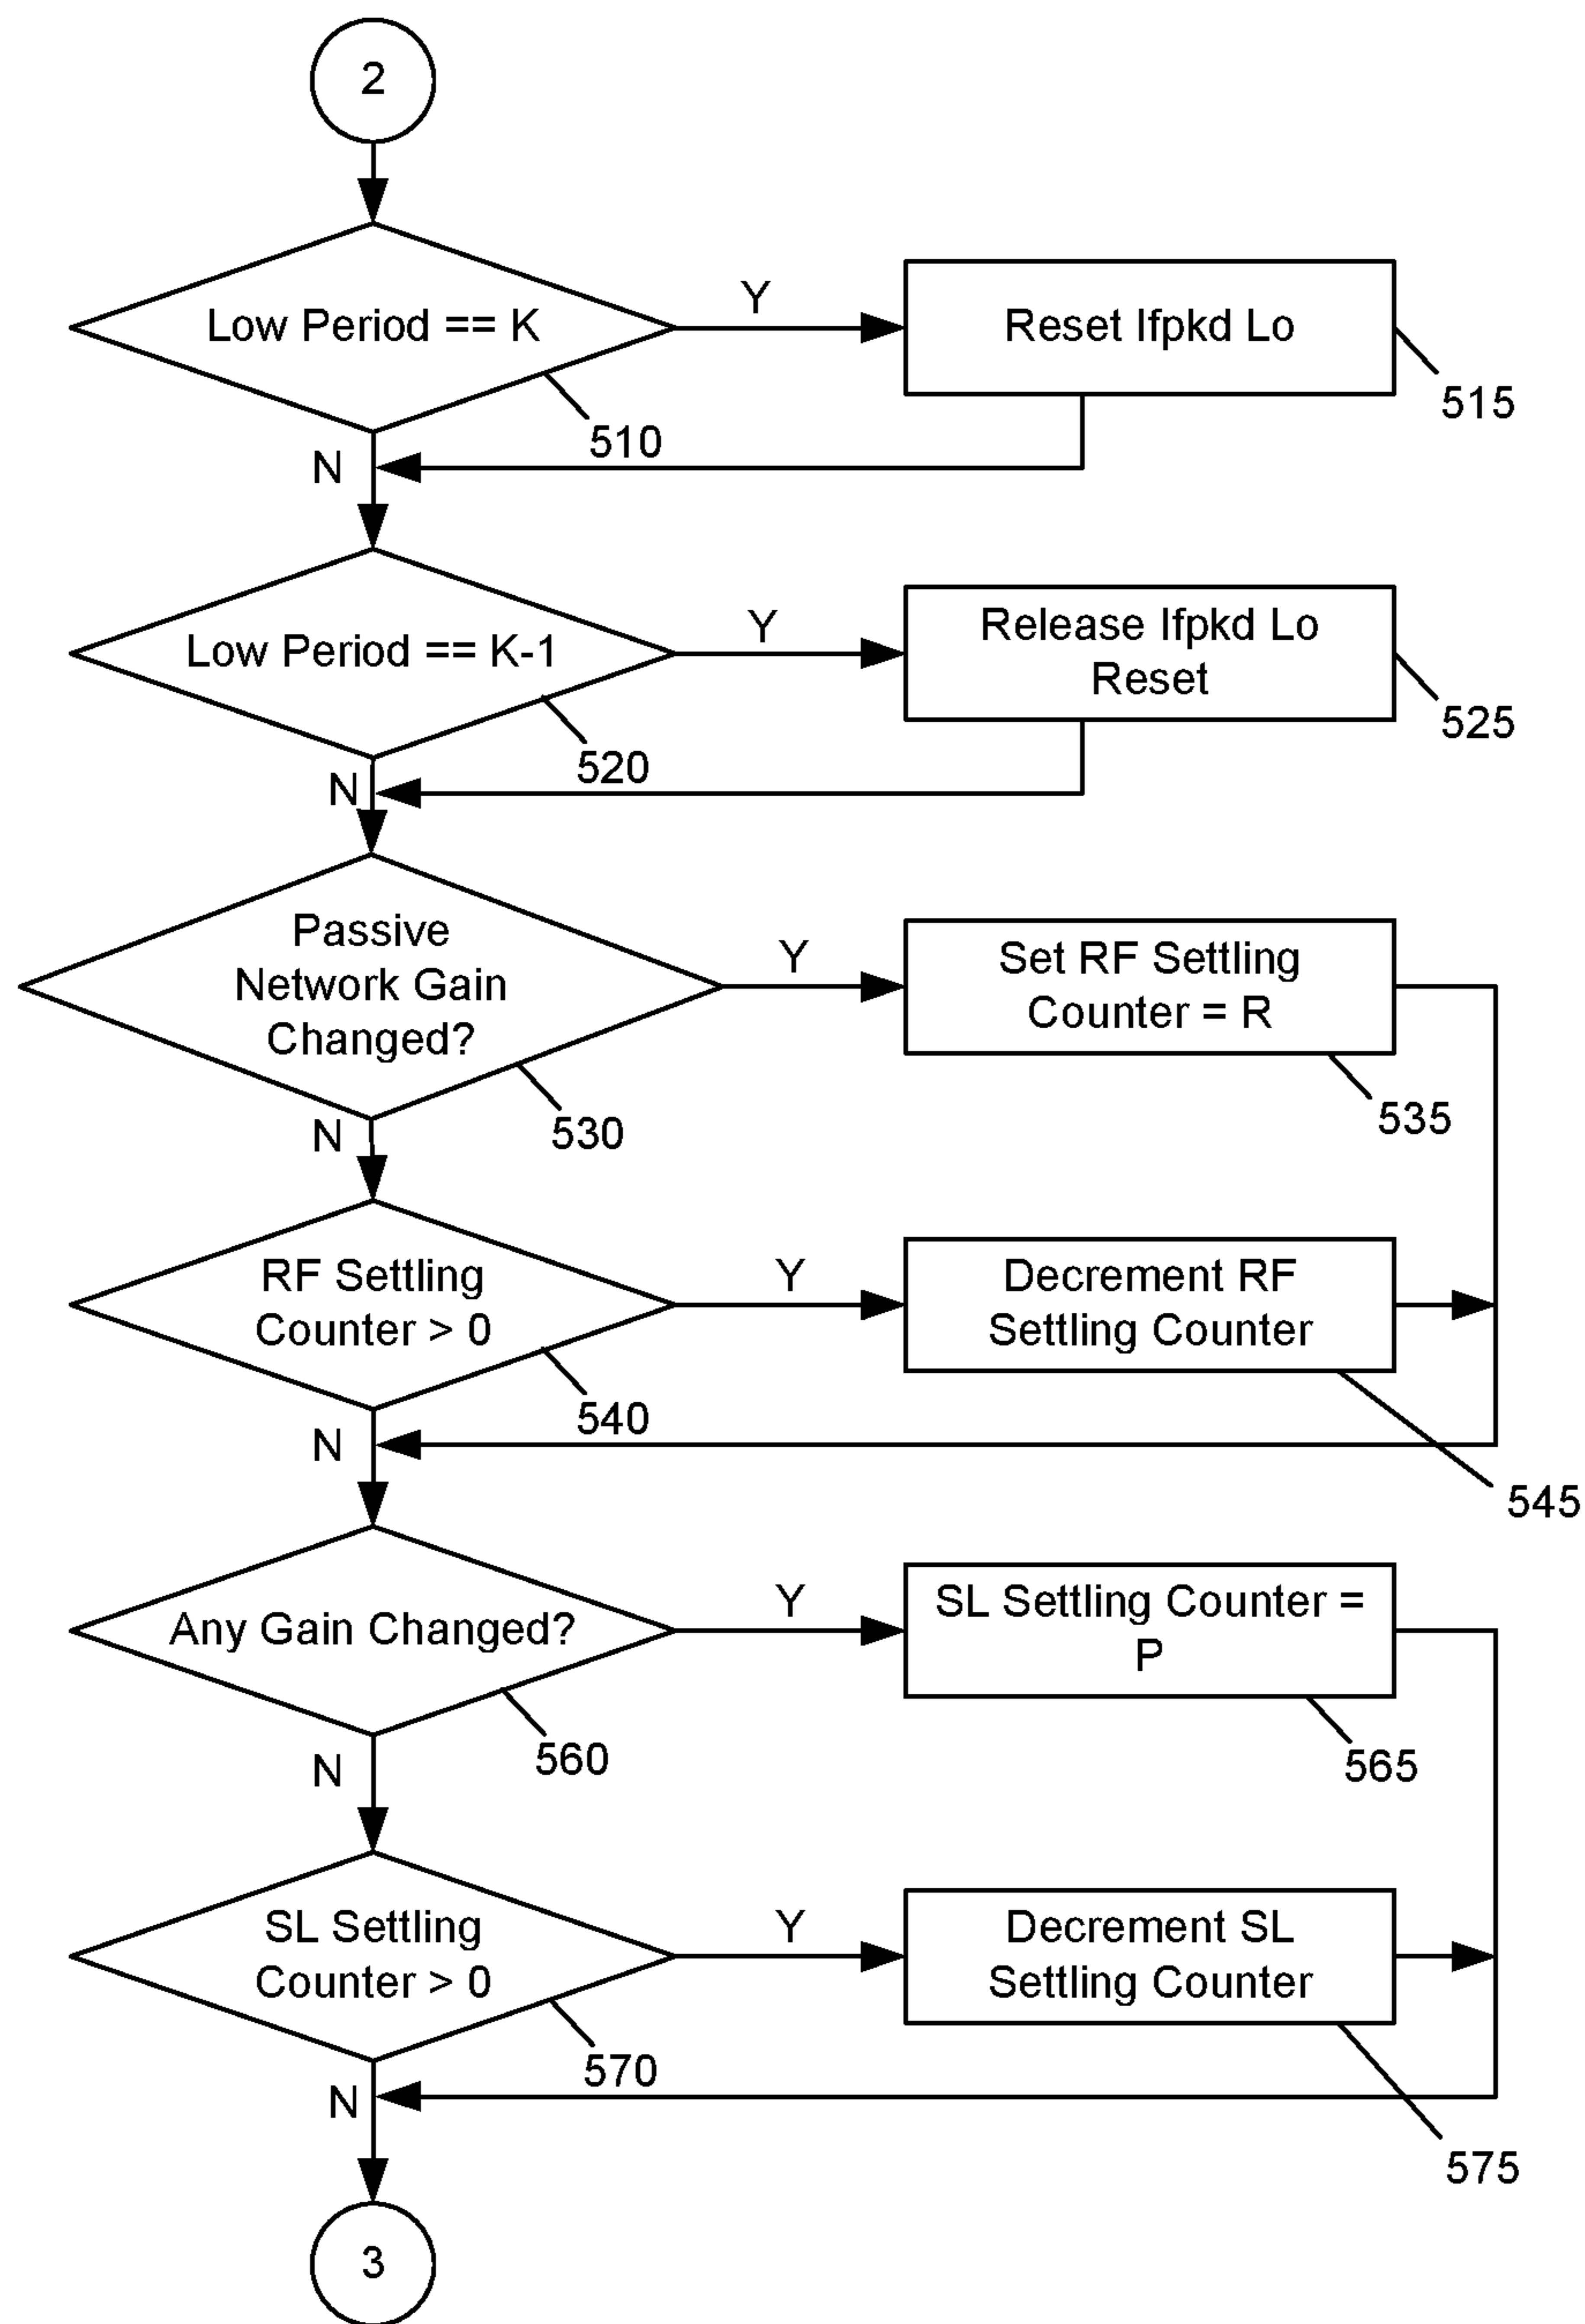 2
Low Period == K
Y
Reset Ifpkd Lo
515
510
N
Low Period == K-1
Y
Release Ifpkd Lo
Reset
525
520
N
Passive
Network Gain
Changed?
Y
Set RF Settling
Counter = R
535
530
N
RF Settling
Counter > 0
Y
Decrement RF
Settling Counter
545
540
N
Any Gain Changed?
Y
SL Settling Counter =
P
565
560
N
SL Settling
Counter > 0
Y
Decrement SL
Settling Counter
575
570
N
3